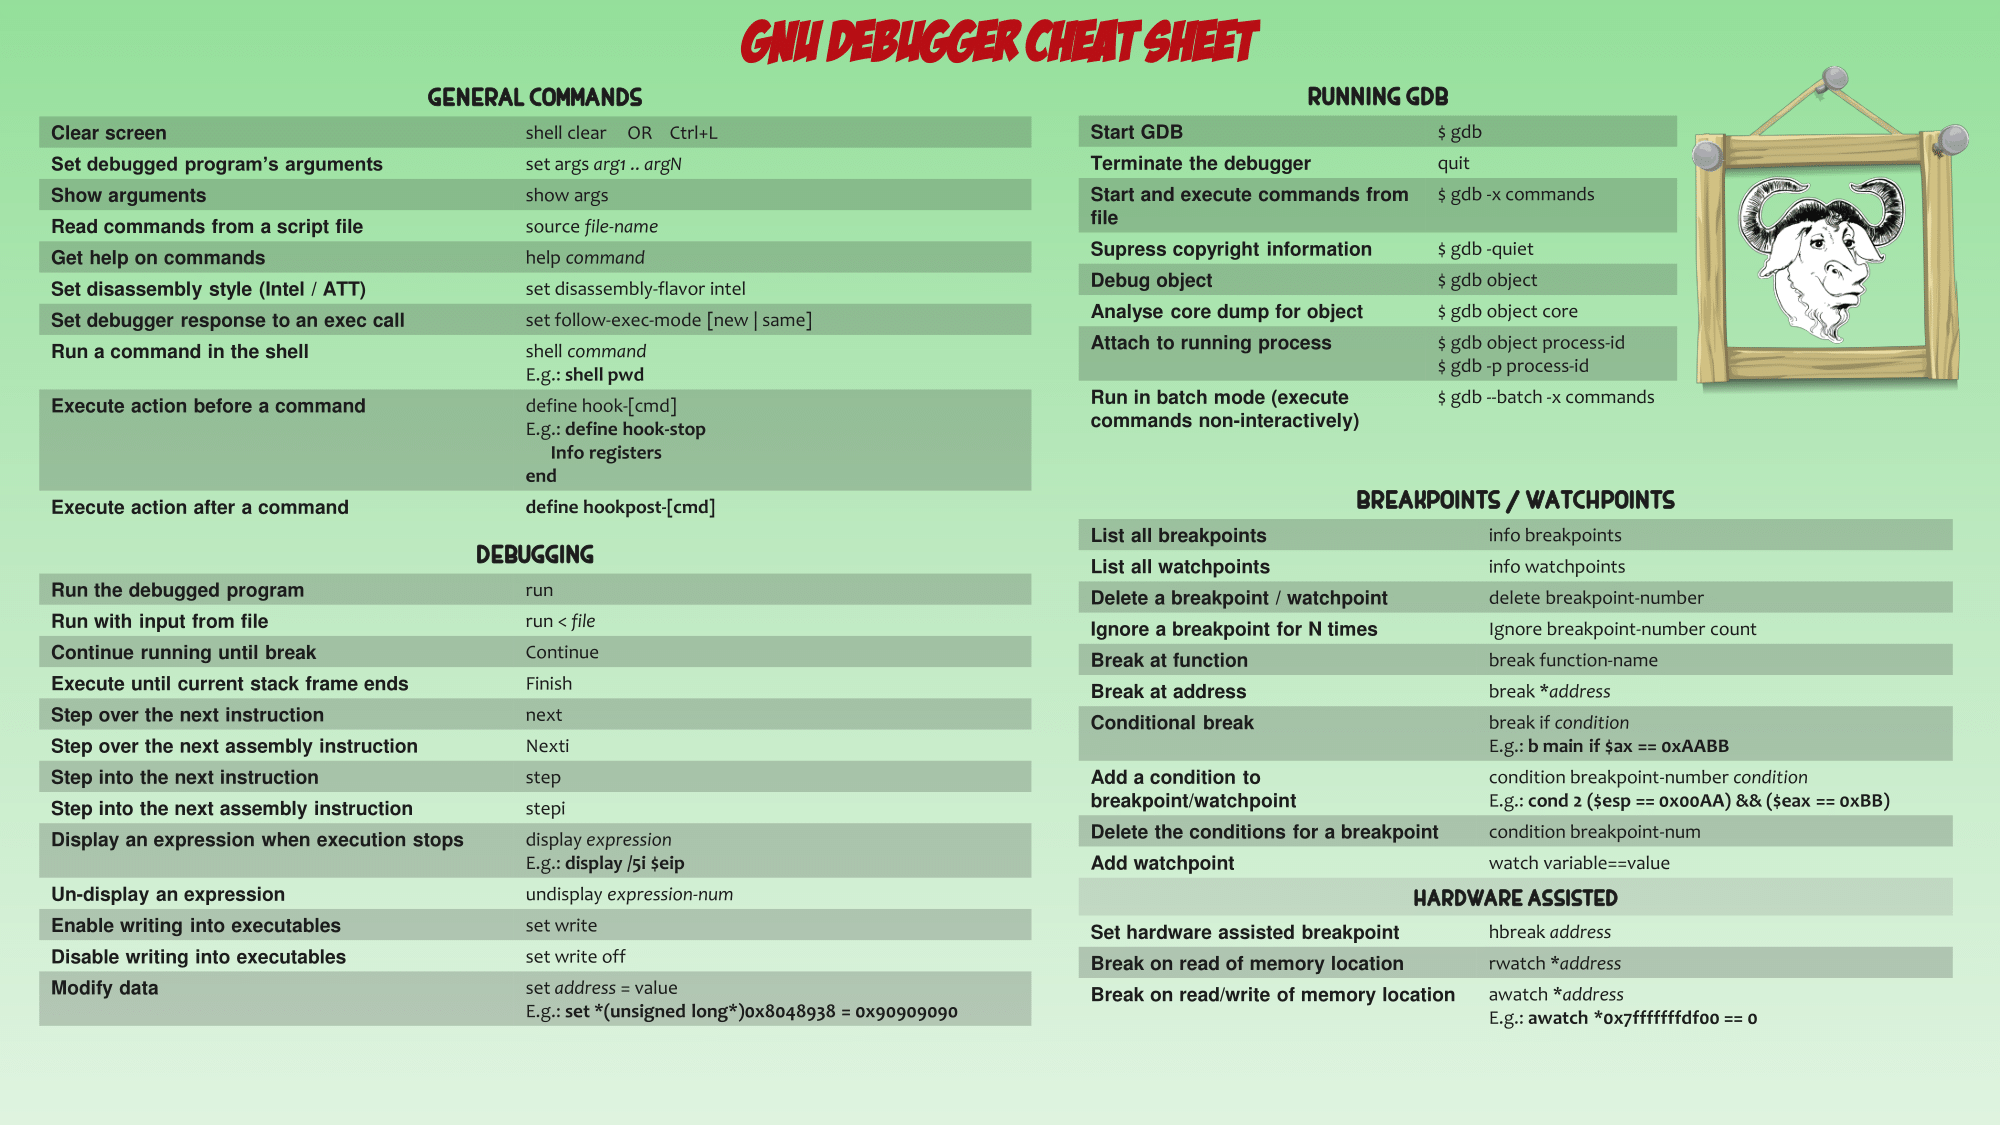 GNU DEBUGGER CHEAT SHEET
GENERAL COMMANDS
Clear screen shell clear OR Ctrl+L
Set debugged program’s arguments set args arg1 .. argN
Show arguments show args
Read commands from a script file source file-name
Get help on commands help command
Set disassembly style (Intel / ATT) set disassembly-flavor intel
Set debugger response to an exec call set follow-exec-mode [new | same]
Run a command in the shell shell command
E.g.: shell pwd
Execute action before a command define hook-[cmd]
E.g.: define hook-stop
Info registers
end
Execute action after a command define hookpost-[cmd]
DEBUGGING
Run the debugged program run
Run with input from file run < file
Continue running until break Continue
Execute until current stack frame ends Finish
Step over the next instruction next
Step over the next assembly instruction Nexti
Step into the next instruction step
Step into the next assembly instruction stepi
Display an expression when execution stops display expression
E.g.: display /5i $eip
Un-display an expression undisplay expression-num
Enable writing into executables set write
Disable writing into executables set write off
Modify data set address = value
E.g.: set *(unsigned long*)0x8048938 = 0x90909090
RUNNING GDB
Start GDB $ gdb
Terminate the debugger quit
Start and execute commands from $ gdb -x commands
file
Supress copyright information $ gdb -quiet
Debug object $ gdb object
Analyse core dump for object $ gdb object core
Attach to running process $ gdb object process-id
$ gdb -p process-id
Run in batch mode (execute $ gdb --batch -x commands
commands non-interactively)
BREAKPOINTS / WATCHPOINTS
List all breakpoints info breakpoints
List all watchpoints info watchpoints
Delete a breakpoint / watchpoint delete breakpoint-number
Ignore a breakpoint for N times Ignore breakpoint-number count
Break at function break function-name
Break at address break *address
Conditional break break if condition
E.g.: b main if $ax == 0xAABB
Add a condition to condition breakpoint-number condition
breakpoint/watchpoint E.g.: cond 2 ($esp == 0x00AA) && ($eax == 0xBB)
Delete the conditions for a breakpoint condition breakpoint-num
Add watchpoint watch variable==value
HARDWARE ASSISTED
Set hardware assisted breakpoint hbreak address
Break on read of memory location rwatch *address
Break on read/write of memory location awatch *address
E.g.: awatch *0x7fffffffdf00 == 0